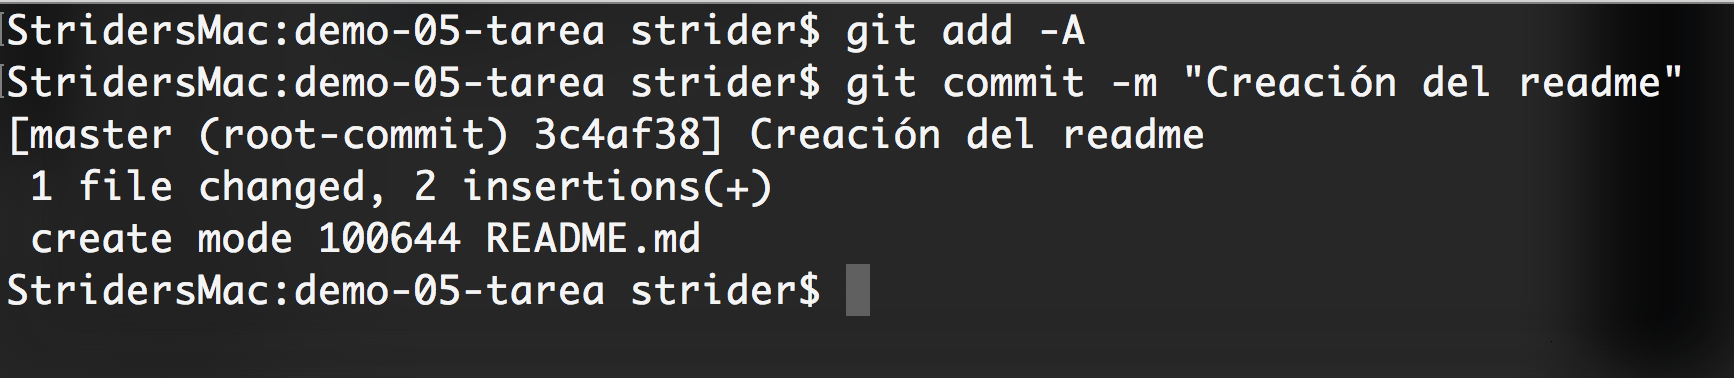 StridersMac:demo-05-tarea strider$ git add -A
StridersMac:demo-05-tarea strider$ git commit -m "Creación del readme"
[master (root-commit) 3c4af38] Creación del readme
 1 file changed, 2 insertions(+)
 create mode 100644 README.md
StridersMac:demo-05-tarea strider$